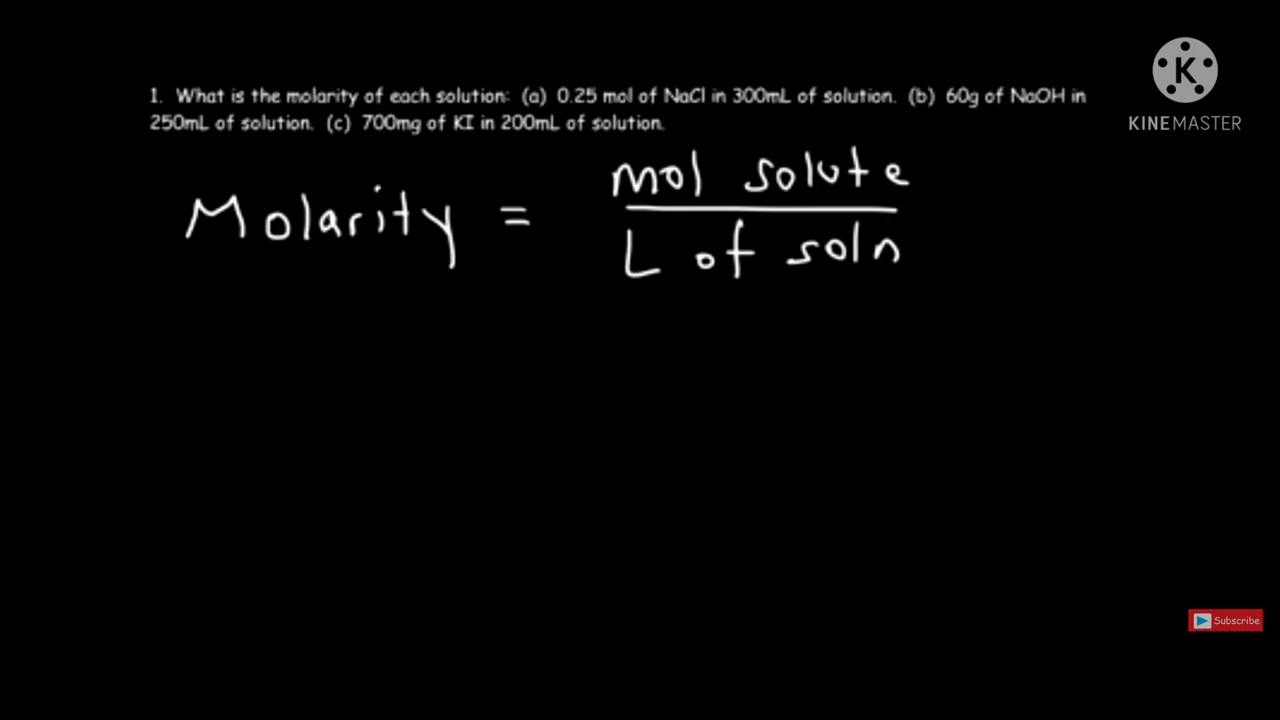 1. What is the molarity of each solution: (a) 0.25 mol of NaCl in 300mL of solution. (b) 60g of NaOH in
250mL of solution. (c) 700mg of KI in 200mL of solution.
K
KINEMASTER
Molarity = mol solute
L of soln
Subscribe